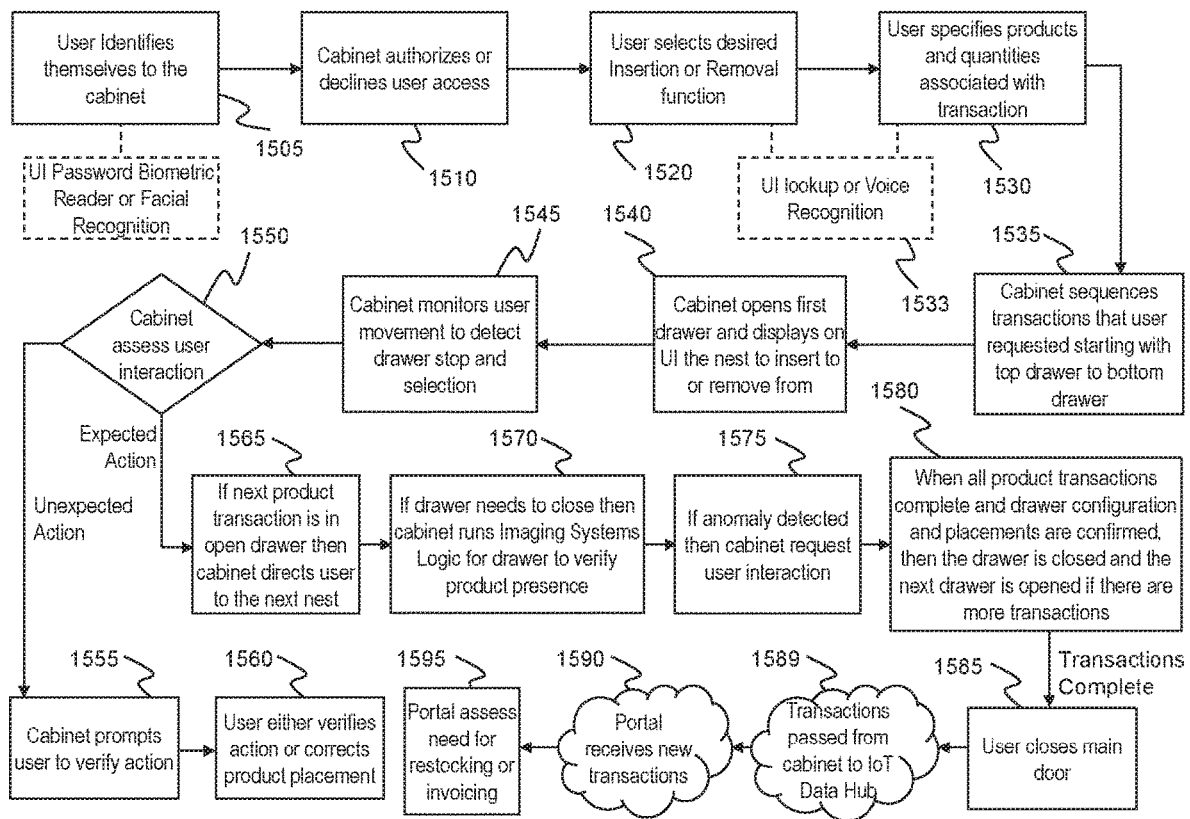 User Identifies
themselves to the
cabinet
1505
UI Password Biometric
Reader or Facial
Recognition
Cabinet authorizes or
declines user access
1510
User selects desired
Insertion or Removal
function
1520
UI lookup or Voice
Recognition
1533
User specifies products
and quantities
associated with
transaction
1530
1535
Cabinet sequences
transactions that user
requested starting with
top drawer to bottom
drawer
1540
Cabinet opens first
drawer and displays on
UI the nest to insert to
or remove from
1545
Cabinet monitors user
movement to detect
drawer stop and
selection
1550
Cabinet
assess user
interaction
Expected
Action
Unexpected
Action
1565
If next product
transaction is in
open drawer then
cabinet directs user
to the next nest
1570
If drawer needs to close then
cabinet runs Imaging Systems
Logic for drawer to verify
product presence
1575
If anomaly detected
then cabinet request
user interaction
1580
When all product transactions
complete and drawer configuration
and placements are confirmed,
then the drawer is closed and the
next drawer is opened if there are
more transactions
Transactions
Complete
1555
Cabinet prompts
user to verify action
1560
User either verifies
action or corrects
product placement
1595
Portal assess
need for
restocking or
invoicing
1590
Portal
receives new
transactions
1589
Transactions
passed from
cabinet to IoT
Data Hub
1585
User closes main
door